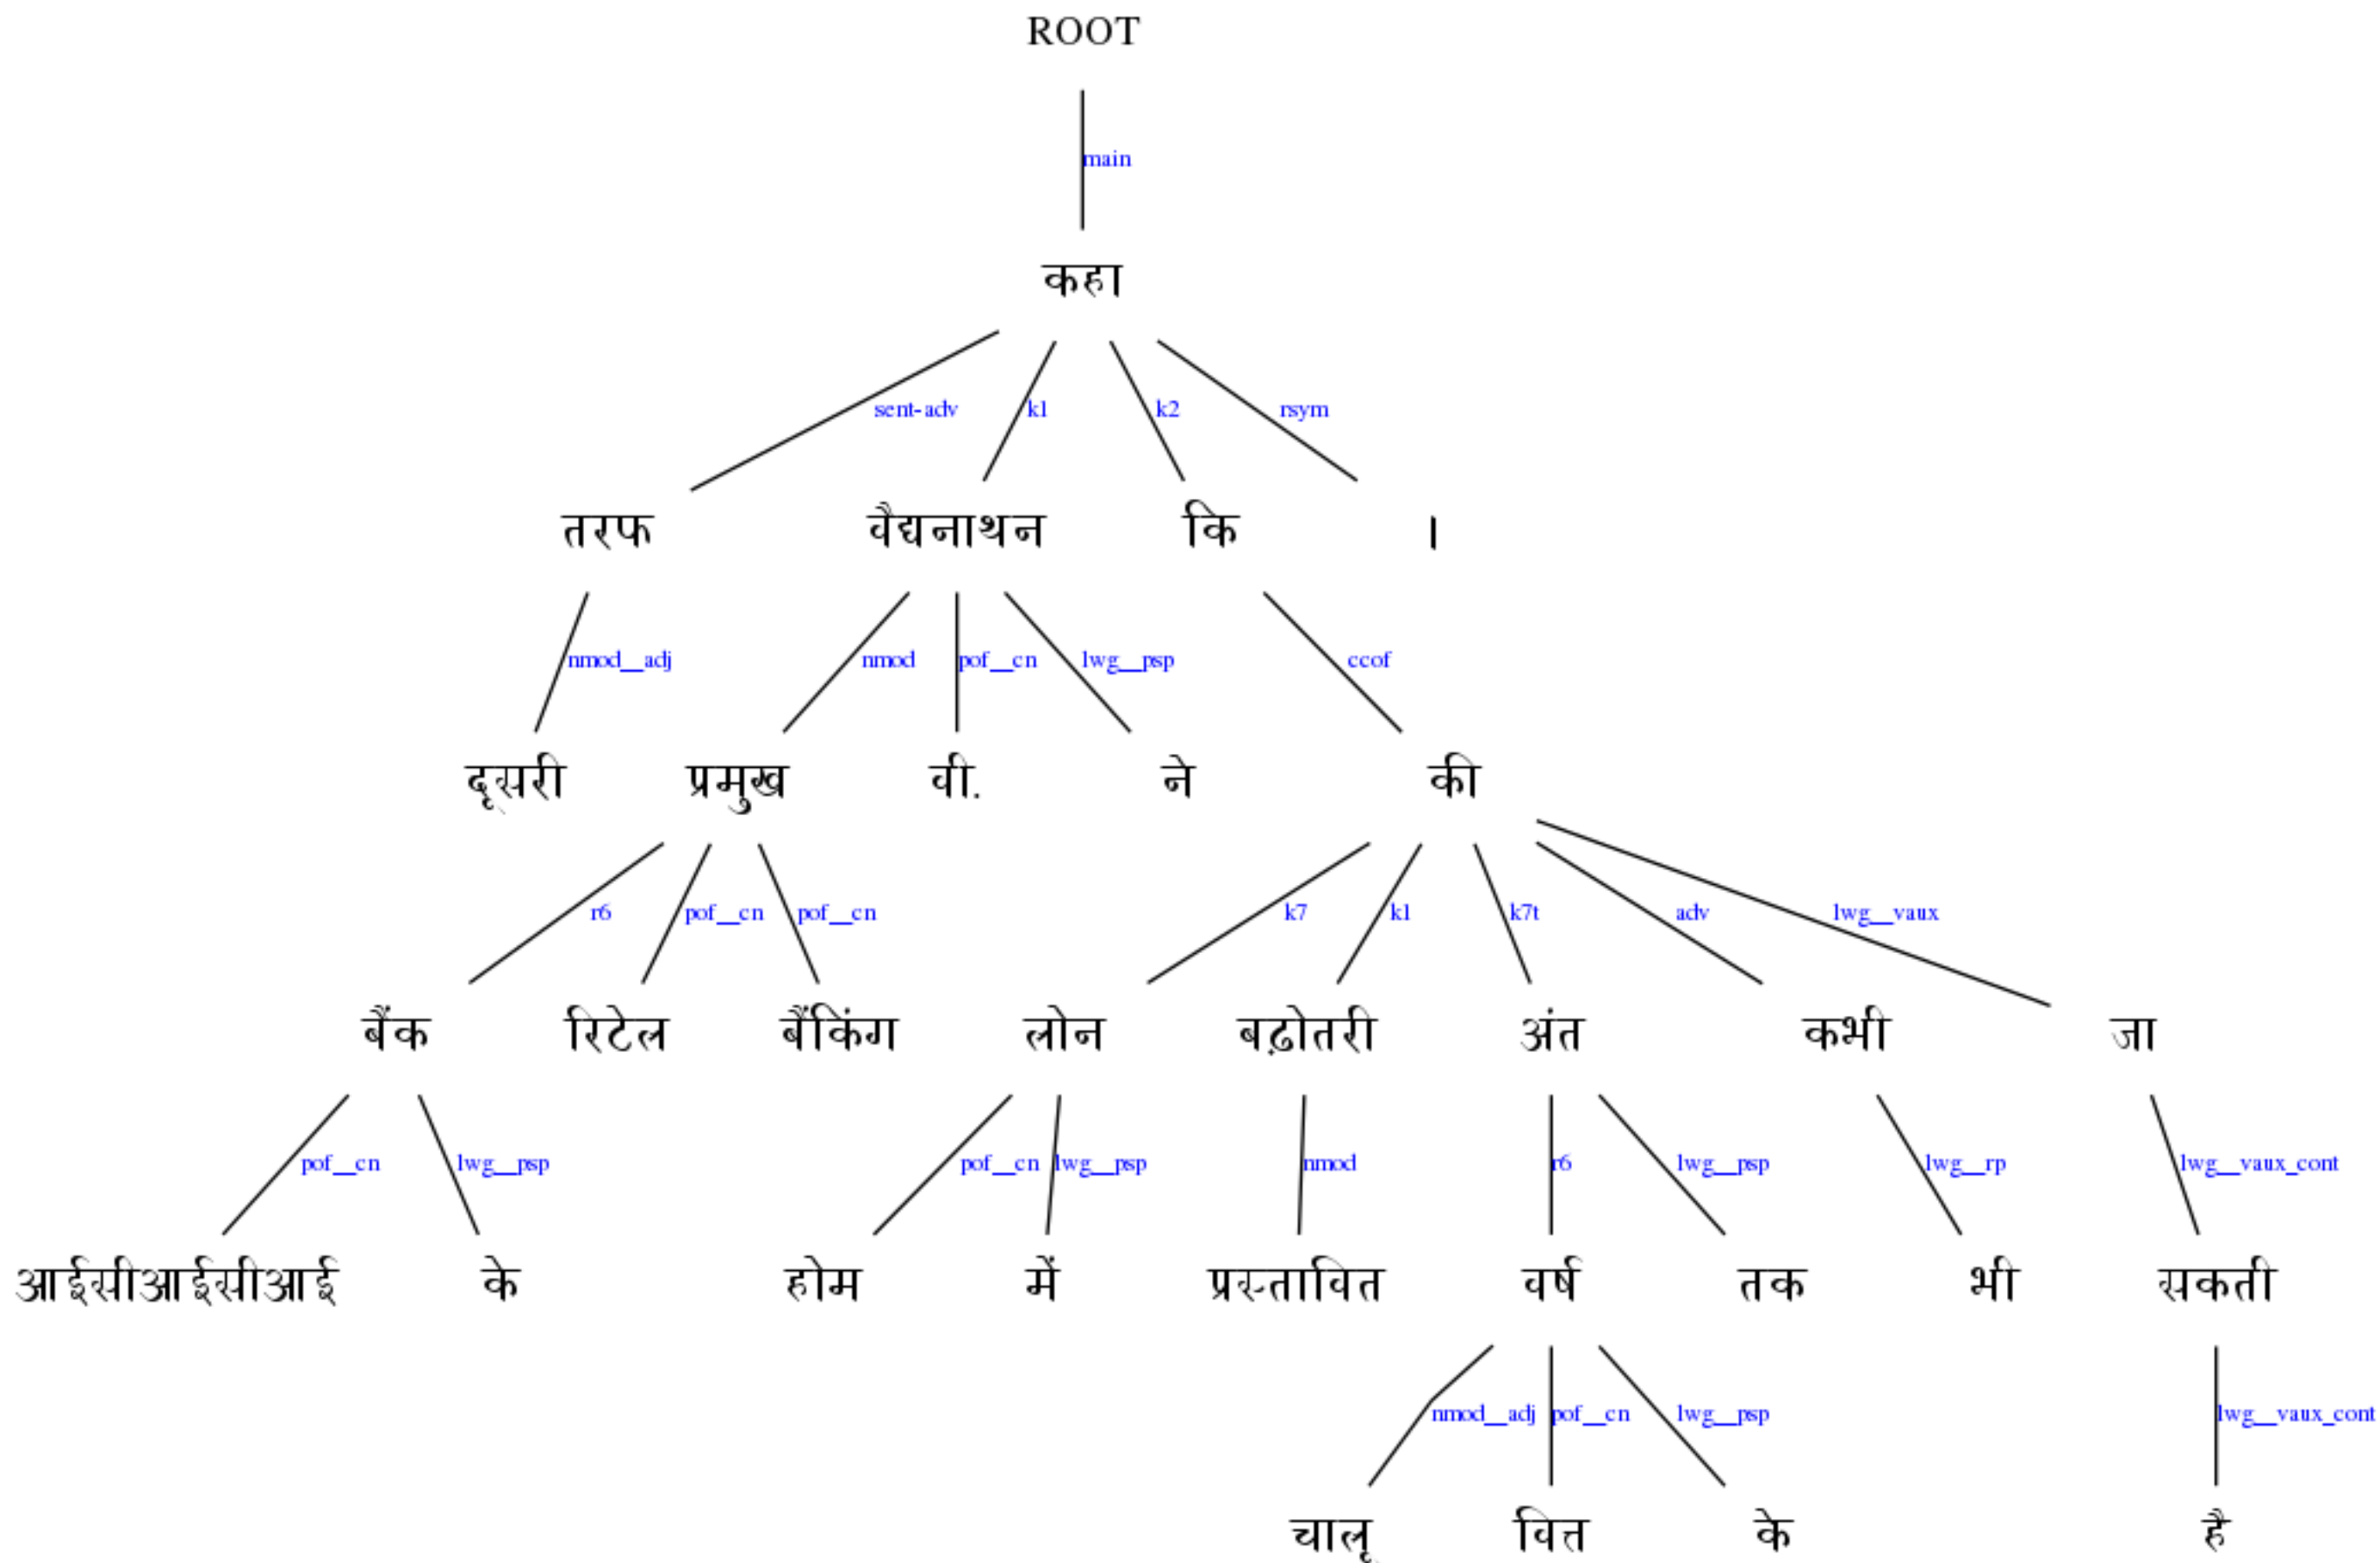 ROOT
main
कहा
sent-adv k1 k2 rsym
तरफ वैद्यनाथन कि ।
nmod__adj nmod pof__cn lwg__psp ccof
दूसरी प्रमुख वी. ने की
r6 pof__cn pof__cn k7 k1 k7t adv lwg__vaux
बैंक रिटेल बैंकिंग लोन बढ़ोतरी अंत कभी जा
pof__cn lwg__psp pof__cn lwg__psp nmod r6 lwg__psp lwg__rp lwg__vaux_cont
आईसीआईसीआई के होम में प्रस्तावित वर्ष तक भी सकती
nmod__adj pof__cn lwg__psp lwg__vaux_cont
चालू वित्त के है